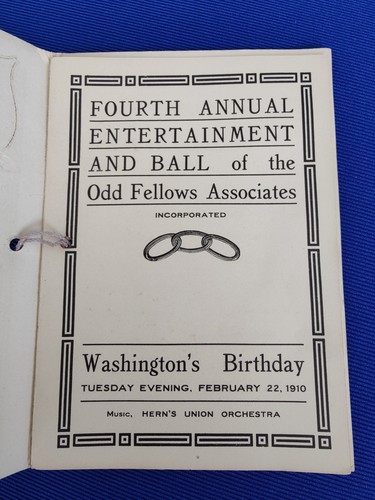 FOURTH ANNUAL
ENTERTAINMENT
AND BALL of the
Odd Fellows Associates
INCORPORATED
Washington's Birthday
TUESDAY EVENING, FEBRUARY 22, 1910
Music, HERN'S UNION ORCHESTRA